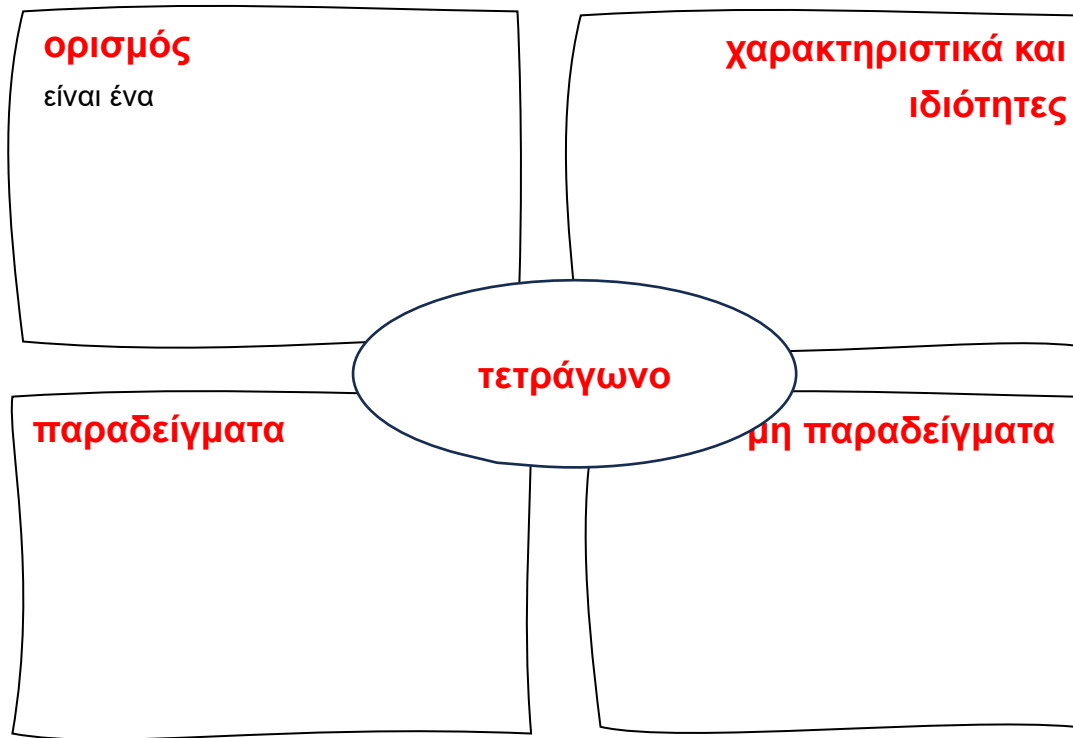 ορισμός
είναι ένα
χαρακτηριστικά και
ιδιότητες
τετράγωνο
παραδείγματα
μη παραδείγματα